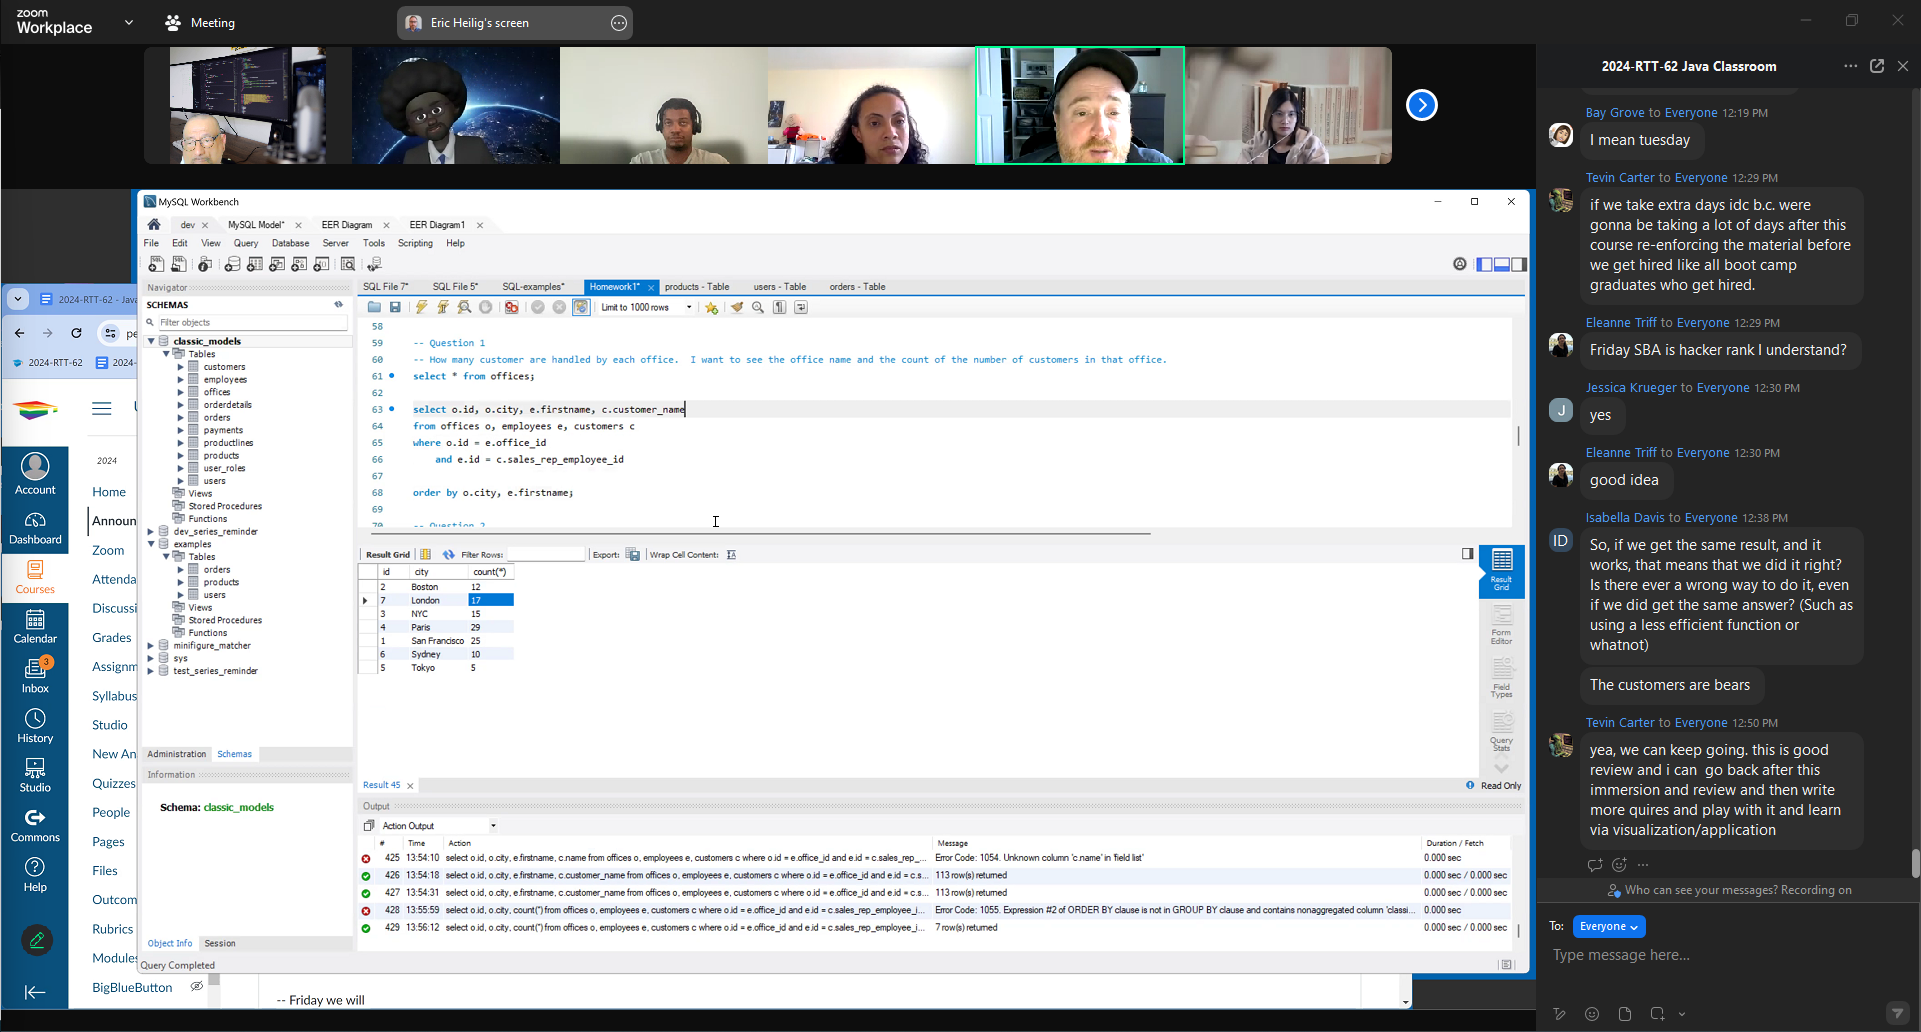 zoom
Workplace
Meeting
Eric Heilig's screen
2024-RTT-62 Java Classroom
Bay Grove to Everyone 12:19 PM
I mean tuesday
Tevin Carter to Everyone 12:29 PM
if we take extra days idc b.c. were
gonna be taking a lot of days after this
course re-enforcing the material before
we get hired like all boot camp
graduates who get hired.
Eleanne Triff to Everyone 12:29 PM
Friday SBA is hacker rank I understand?
Jessica Krueger to Everyone 12:30 PM
J
yes
Eleanne Triff to Everyone 12:30 PM
good idea
Isabella Davis to Everyone 12:38 PM
ID
So, if we get the same result, and it
works, that means that we did it right?
Is there ever a wrong way to do it, even
if we did get the same answer? (Such as
using a less efficient function or
whatnot)
The customers are bears
Tevin Carter to Everyone 12:50 PM
yea, we can keep going. this is good
review and i can go back after this
immersion and review and then write
more quires and play with it and learn
via visualization/application
Who can see your messages? Recording on
To: Everyone
Type message here...
MySQL Workbench
dev
MySQL Model*
EER Diagram
EER Diagram1
File Edit View Query Database Server Tools Scripting Help
Navigator
SCHEMAS
Filter objects
classic_models
Tables
customers
employees
offices
orderdetails
orders
payments
productlines
products
user_roles
users
Views
Stored Procedures
Functions
dev_series_reminder
examples
Tables
orders
products
users
Views
Stored Procedures
Functions
minifigure_matcher
sys
test_series_reminder
Administration Schemas
Information
Schema: classic_models
Object Info Session
Query Completed
SQL File 7* SQL File 5* SQL-examples* Homework1* products - Table users - Table orders - Table
Limit to 1000 rows
58
59 -- Question 1
60 -- How many customer are handled by each office. I want to see the office name and the count of the number of customers in that office.
61 select * from offices;
62
63 select o.id, o.city, e.firstname, c.customer_name
64 from offices o, employees e, customers c
65 where o.id = e.office_id
66 and e.id = c.sales_rep_employee_id
67
68 order by o.city, e.firstname;
69
70 -- Question 2
Result Grid Filter Rows: Export: Wrap Cell Content:
id city count(*)
2 Boston 12
7 London 17
3 NYC 15
4 Paris 29
1 San Francisco 25
6 Sydney 10
5 Tokyo 5
Result
Grid
Form
Editor
Field
Types
Query
Stats
Result 45
Read Only
Output
Action Output
# Time Action Message Duration / Fetch
425 13:54:10 select o.id, o.city, e.firstname, c.name from offices o, employees e, customers c where o.id = e.office_id and e.id = c.sales_rep_... Error Code: 1054. Unknown column 'c.name' in 'field list' 0.000 sec
426 13:54:18 select o.id, o.city, e.firstname, c.customer_name from offices o, employees e, customers c where o.id = e.office_id and e.id = c.s... 113 row(s) returned 0.000 sec / 0.000 sec
427 13:54:31 select o.id, o.city, e.firstname, c.customer_name from offices o, employees e, customers c where o.id = e.office_id and e.id = c.s... 113 row(s) returned 0.000 sec / 0.000 sec
428 13:55:59 select o.id, o.city, count(*) from offices o, employees e, customers c where o.id = e.office_id and e.id = c.sales_rep_employee_i... Error Code: 1055. Expression #2 of ORDER BY clause is not in GROUP BY clause and contains nonaggregated column 'classi... 0.000 sec
429 13:56:12 select o.id, o.city, count(*) from offices o, employees e, customers c where o.id = e.office_id and e.id = c.sales_rep_employee_i... 7 row(s) returned 0.000 sec / 0.000 sec
2024-RTT-62 - Java
pe
2024-RTT-62
2024-
Account
Dashboard
Courses
Calendar
3
Inbox
History
Studio
Commons
Help
2024
Home
Announ
Zoom
Attenda
Discussi
Grades
Assignm
Syllabus
Studio
New An
Quizzes
People
Pages
Files
Outcom
Rubrics
Modules
BigBlueButton
-- Friday we will